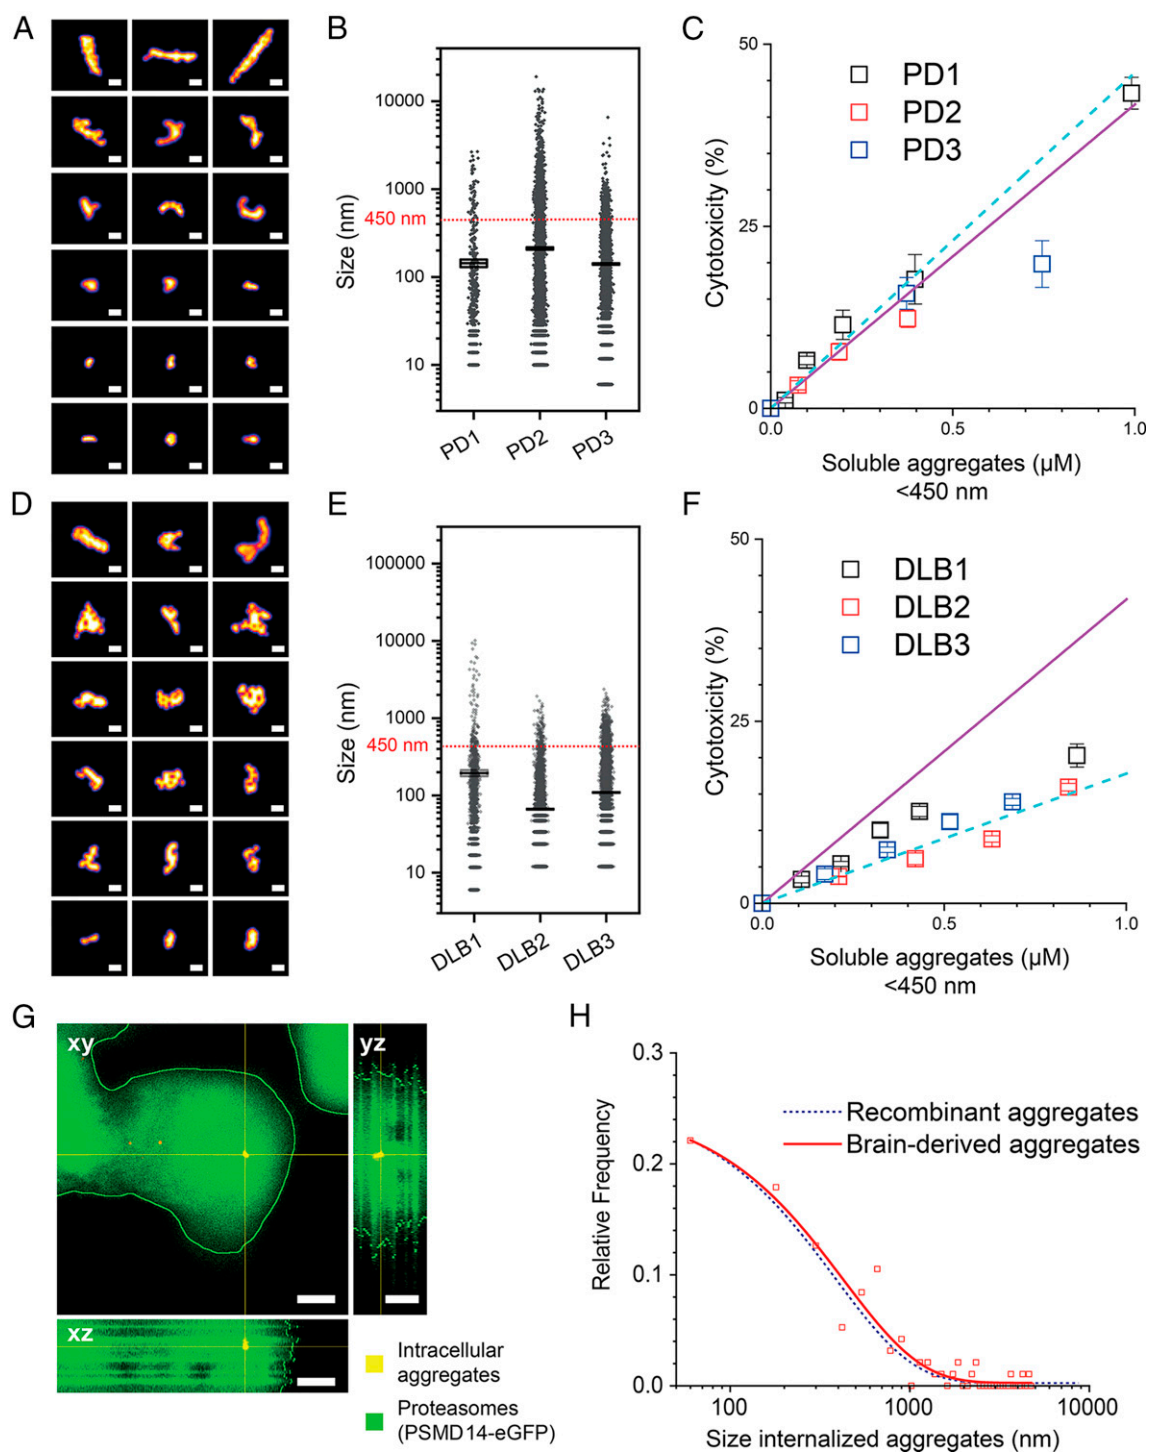 A
B
Size (nm)
10000
1000
450 nm
100
10
PD1
PD2
PD3
C
Cytotoxicity (%)
50
25
0
PD1
PD2
PD3
0.0
0.5
1.0
Soluble aggregates (µM)
<450 nm
D
E
Size (nm)
100000
10000
1000
450 nm
100
10
DLB1
DLB2
DLB3
F
Cytotoxicity (%)
50
25
0
DLB1
DLB2
DLB3
0.0
0.5
1.0
Soluble aggregates (µM)
<450 nm
G
xy
yz
xz
Intracellular
aggregates
Proteasomes
(PSMD14-eGFP)
H
Relative Frequency
0.3
0.2
0.1
0.0
Recombinant aggregates
Brain-derived aggregates
100
1000
10000
Size internalized aggregates (nm)